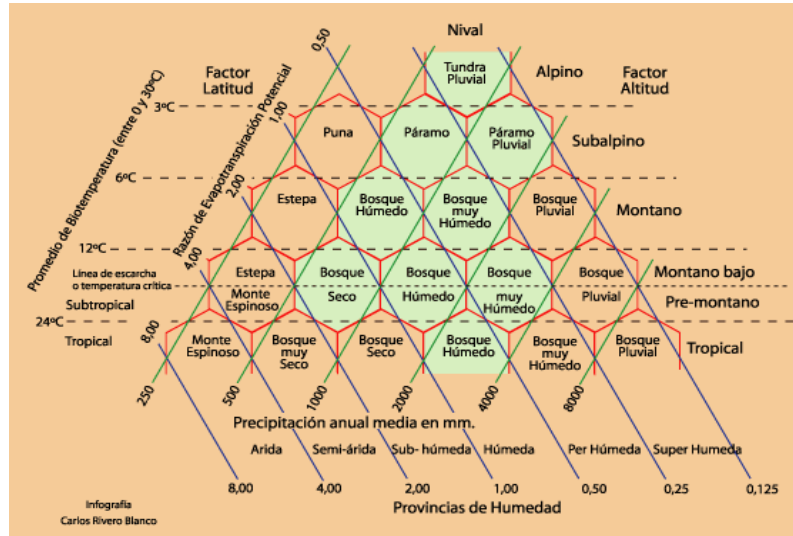 Nival
0,50
Tundra
Pluvial
Alpino
Factor
Latitud
Factor
Altitud
Promedio de Biotemperatura (entre 0 y 30ºC)
Razón de Evapotranspiración Potencial
3ºC
1,00
Puna
Páramo
Páramo
Pluvial
Subalpino
6ºC
2,00
Estepa
Bosque
Húmedo
Bosque
muy
Húmedo
Bosque
Pluvial
Montano
12ºC
4,00
Línea de escarcha
o temperatura crítica
Estepa
Monte
Espinoso
Bosque
Seco
Bosque
Húmedo
Bosque
muy
Húmedo
Bosque
Pluvial
Montano bajo
Subtropical
Pre-montano
24ºC
8,00
Tropical
Monte
Espinoso
Bosque
muy
Seco
Bosque
Seco
Bosque
Húmedo
Bosque
muy
Húmedo
Bosque
Pluvial
Tropical
250
500
1000
2000
4000
8000
Precipitación anual media en mm.
Arida
Semi-árida
Sub- húmeda
Húmeda
Per Húmeda
Super Humeda
8,00
4,00
2,00
1,00
0,50
0,25
0,125
Provincias de Humedad
Infografía
Carlos Rivero Blanco